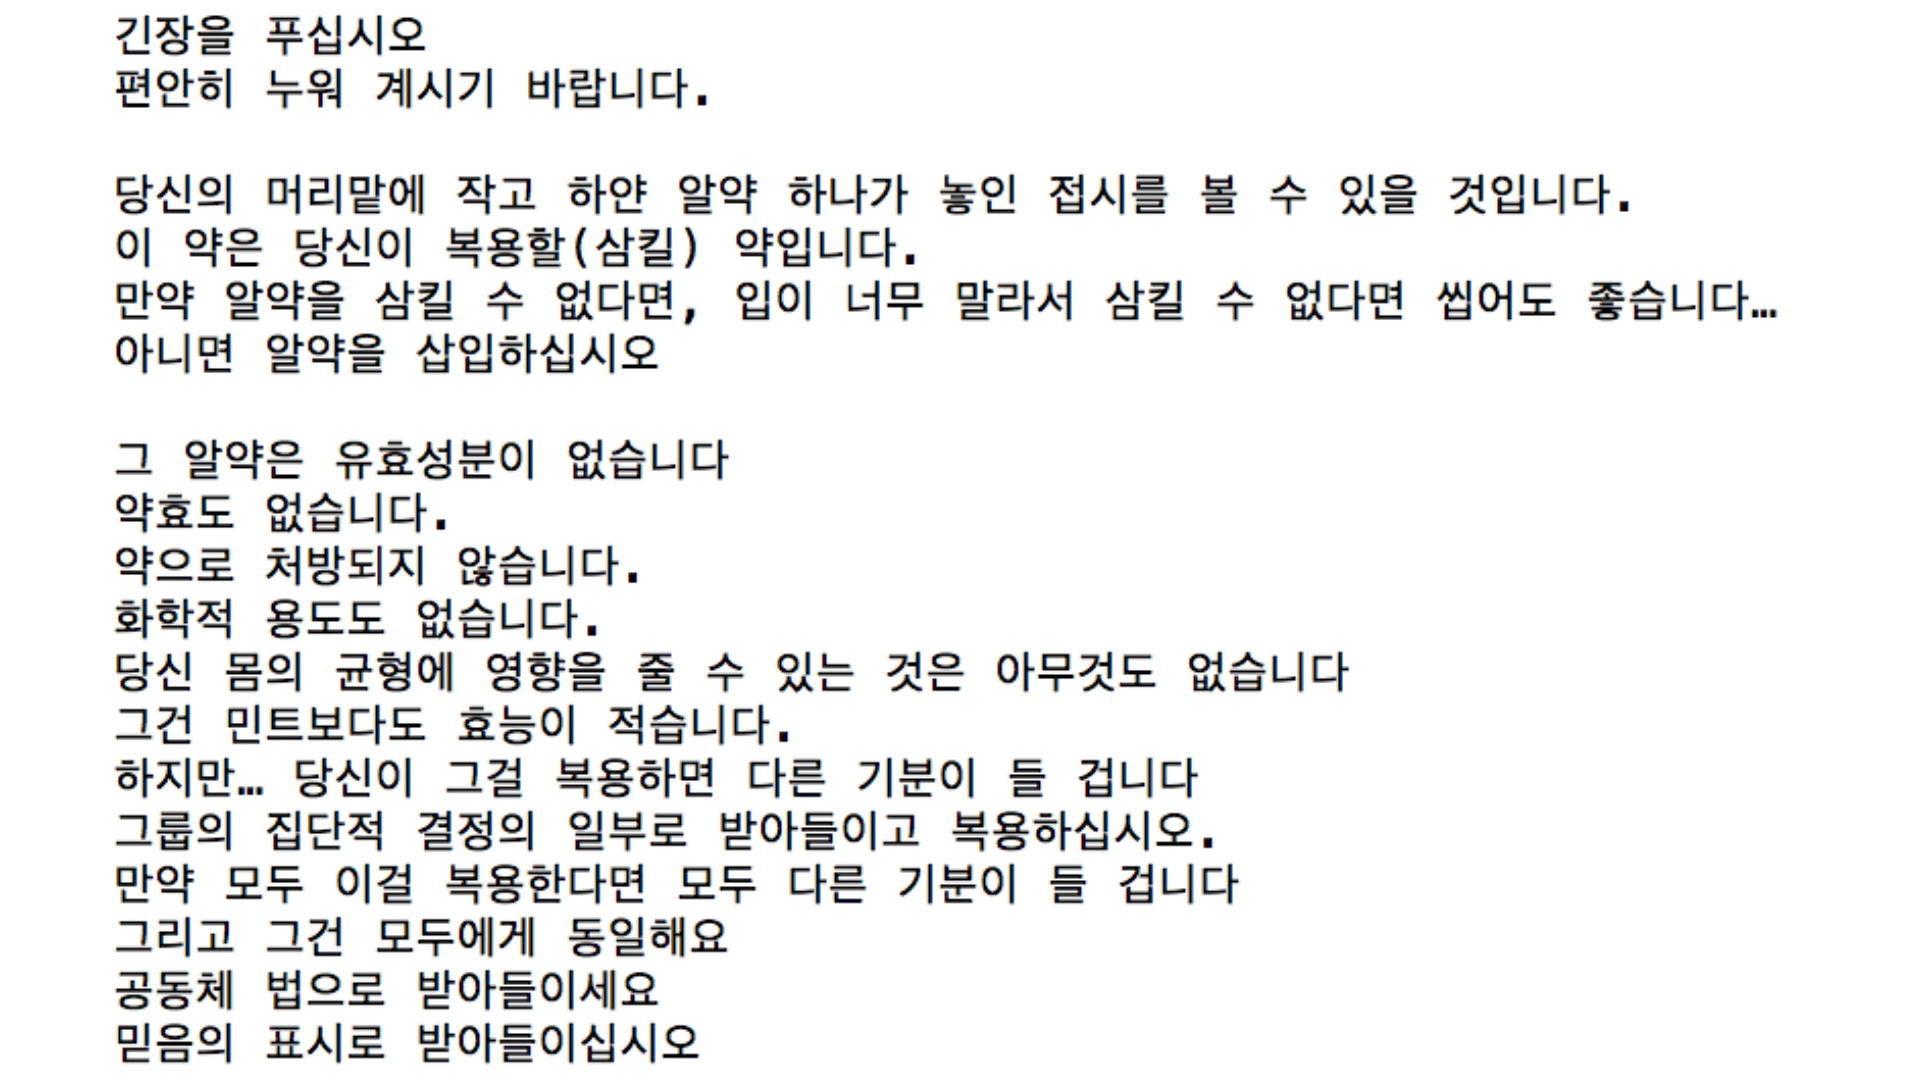 긴장을 푸십시오
편안히 누워 계시기 바랍니다.
당신의 머리맡에 작고 하얀 알약 하나가 놓인 접시를 볼 수 있을 것입니다.
이 약은 당신이 복용할(삼킬) 약입니다.
만약 알약을 삼킬 수 없다면, 입이 너무 말라서 삼킬 수 없다면 씹어도 좋습니다…
아니면 알약을 삽입하십시오
그 알약은 유효성분이 없습니다
약효도 없습니다.
약으로 처방되지 않습니다.
화학적 용도도 없습니다.
당신 몸의 균형에 영향을 줄 수 있는 것은 아무것도 없습니다
그건 민트보다도 효능이 적습니다.
하지만… 당신이 그걸 복용하면 다른 기분이 들 겁니다
그룹의 집단적 결정의 일부로 받아들이고 복용하십시오.
만약 모두 이걸 복용한다면 모두 다른 기분이 들 겁니다
그리고 그건 모두에게 동일해요
공동체 법으로 받아들이세요
믿음의 표시로 받아들이십시오